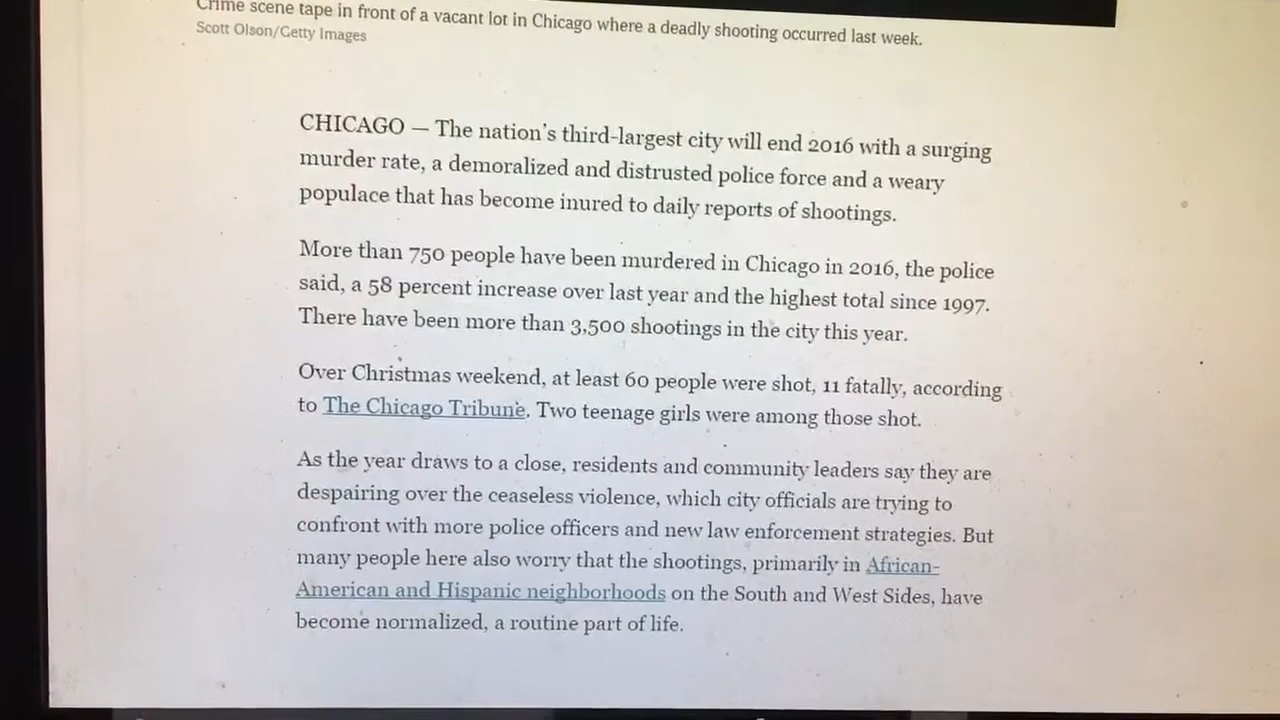 Crime scene tape in front of a vacant lot in Chicago where a deadly shooting occurred last week.
Scott Olson/Getty Images
CHICAGO — The nation's third-largest city will end 2016 with a surging
murder rate, a demoralized and distrusted police force and a weary
populace that has become inured to daily reports of shootings.
More than 750 people have been murdered in Chicago in 2016, the police
said, a 58 percent increase over last year and the highest total since 1997.
There have been more than 3,500 shootings in the city this year.
Over Christmas weekend, at least 60 people were shot, 11 fatally, according
to The Chicago Tribune. Two teenage girls were among those shot.
As the year draws to a close, residents and community leaders say they are
despairing over the ceaseless violence, which city officials are trying to
confront with more police officers and new law enforcement strategies. But
many people here also worry that the shootings, primarily in African-
American and Hispanic neighborhoods on the South and West Sides, have
become normalized, a routine part of life.